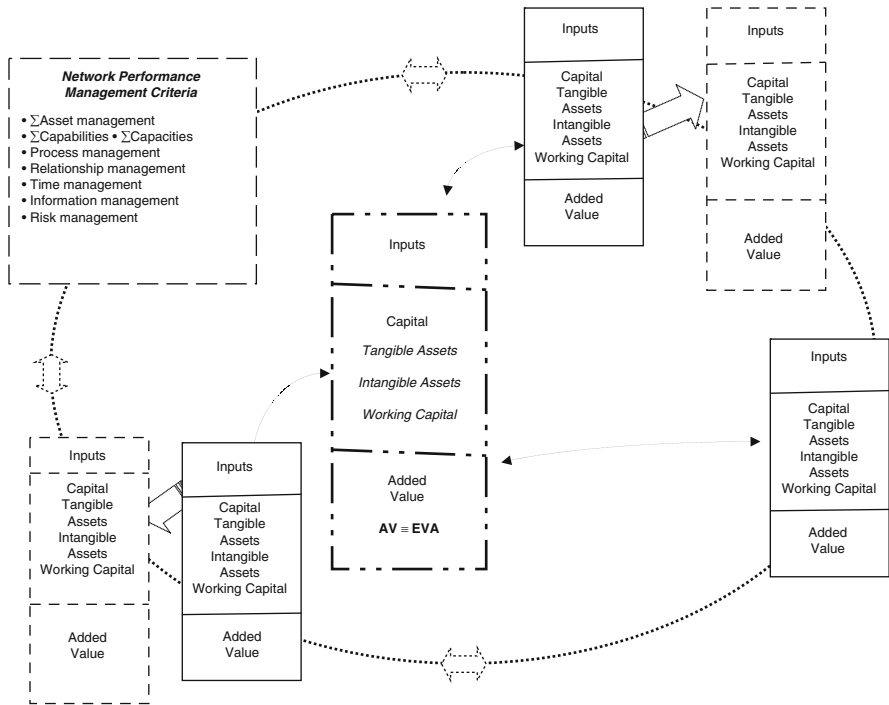 Network Performance
Management Criteria
• ∑Asset management
• ∑Capabilities • ∑Capacities
• Process management
• Relationship management
• Time management
• Information management
• Risk management
Inputs
Capital
Tangible
Assets
Intangible
Assets
Working Capital
Added
Value
Inputs
Capital
Tangible
Assets
Intangible
Assets
Working Capital
Added
Value
Inputs
Capital
Tangible Assets
Intangible Assets
Working Capital
Added
Value
AV ≡ EVA
Inputs
Capital
Tangible
Assets
Intangible
Assets
Working Capital
Added
Value
Inputs
Capital
Tangible
Assets
Intangible
Assets
Working Capital
Added
Value
Inputs
Capital
Tangible
Assets
Intangible
Assets
Working Capital
Added
Value